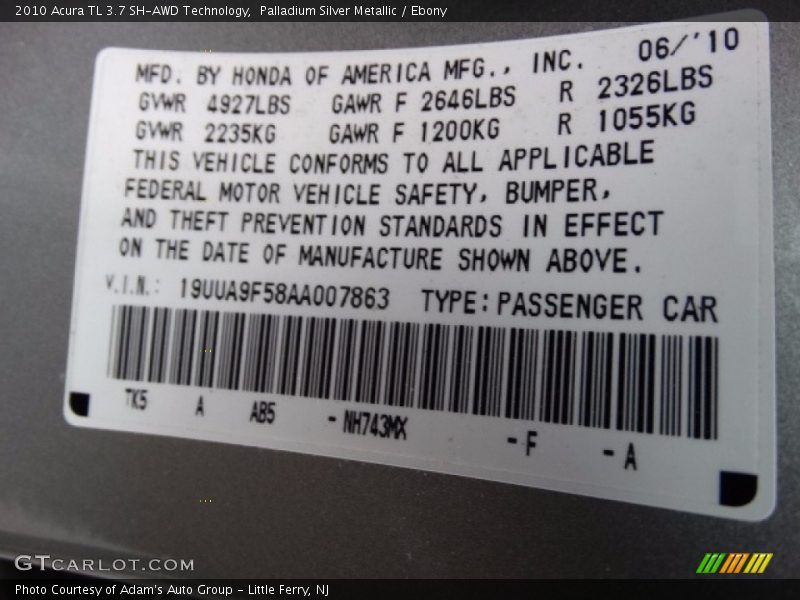 2010 Acura TL 3.7 SH-AWD Technology, Palladium Silver Metallic / Ebony
MFD. BY HONDA OF AMERICA MFG., INC. 06/'10
GVWR 4927LBS GAWR F 2646LBS R 2326LBS
GVWR 2235KG GAWR F 1200KG R 1055KG
THIS VEHICLE CONFORMS TO ALL APPLICABLE
FEDERAL MOTOR VEHICLE SAFETY, BUMPER,
AND THEFT PREVENTION STANDARDS IN EFFECT
ON THE DATE OF MANUFACTURE SHOWN ABOVE.
V.I.N.: 19UUA9F58AA007863 TYPE:PASSENGER CAR
TK5 A AB5 -NH743MX -F -A
GTCARLOT.COM
Photo Courtesy of Adam's Auto Group - Little Ferry, NJ